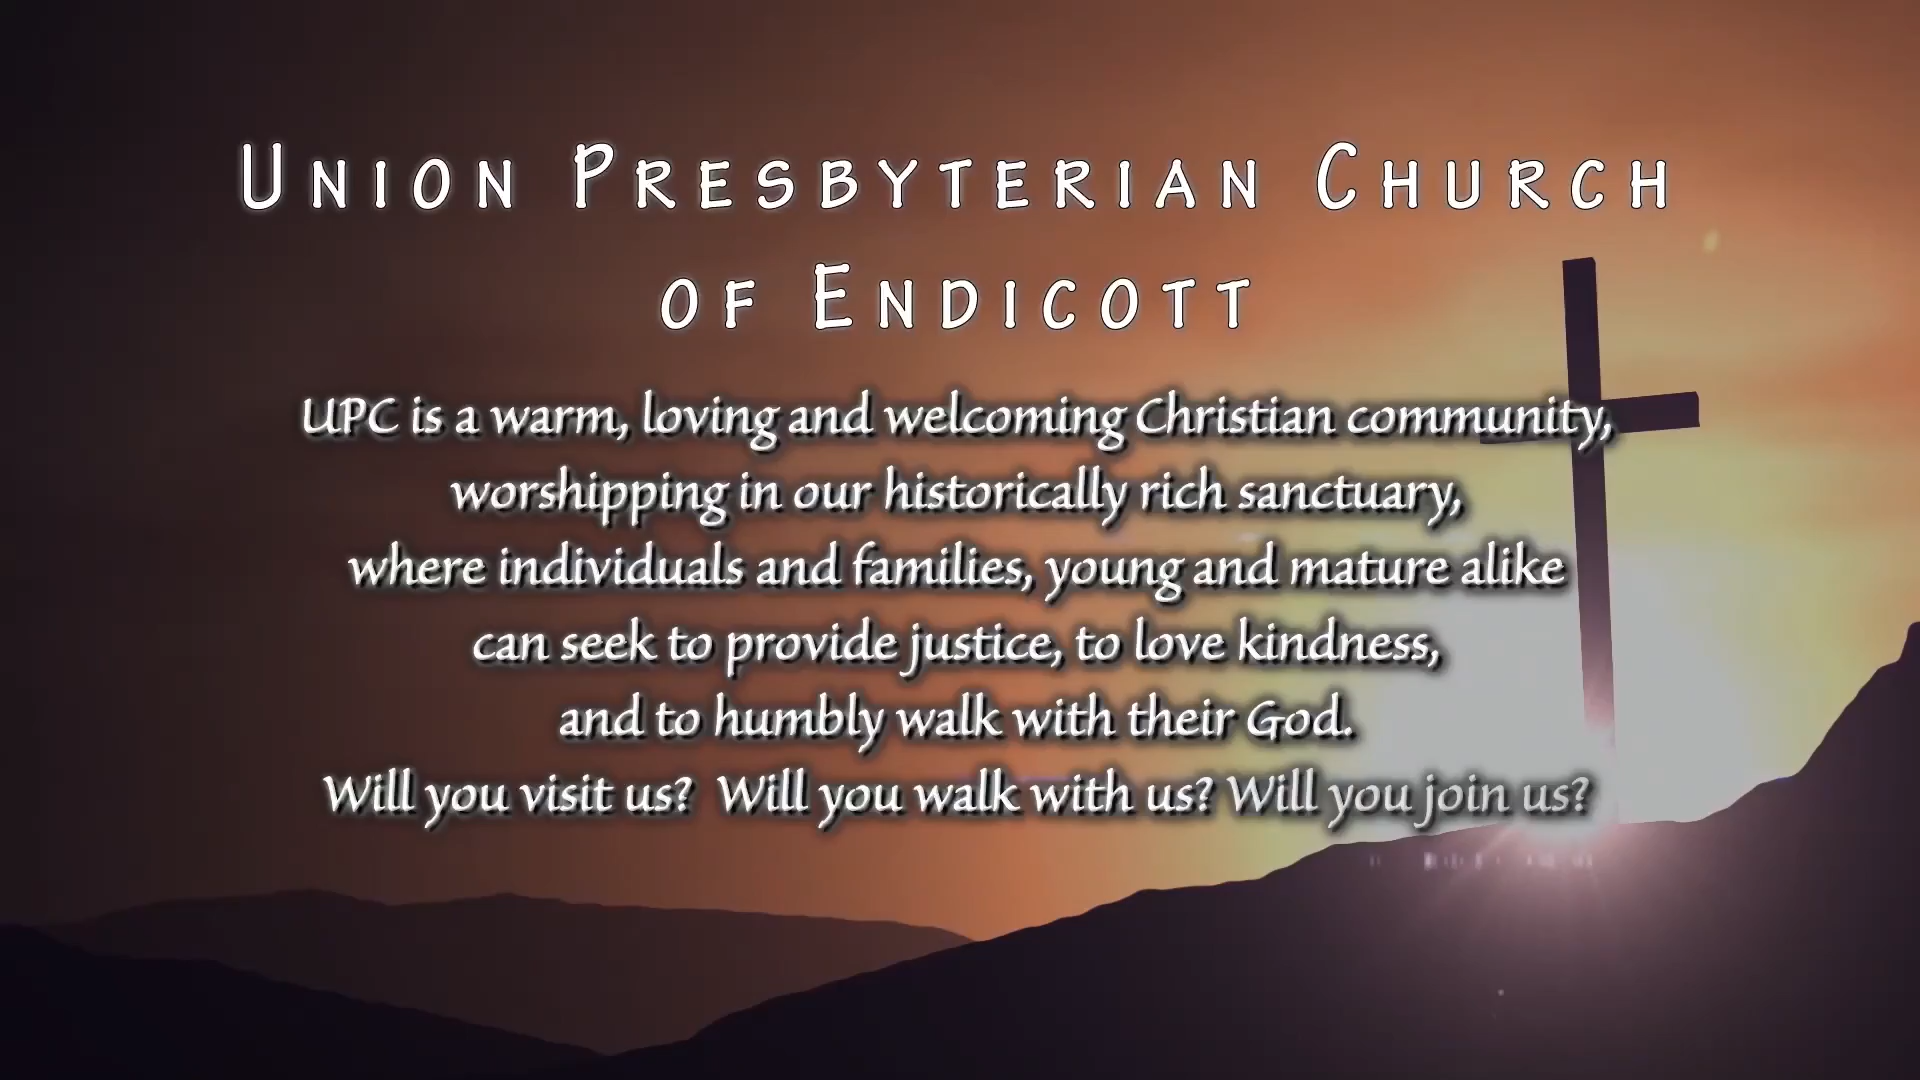 Union Presbyterian Church
of Endicott
UPC is a warm, loving and welcoming Christian community,
worshipping in our historically rich sanctuary,
where individuals and families, young and mature alike
can seek to provide justice, to love kindness,
and to humbly walk with their God.
Will you visit us?  Will you walk with us? Will you join us?